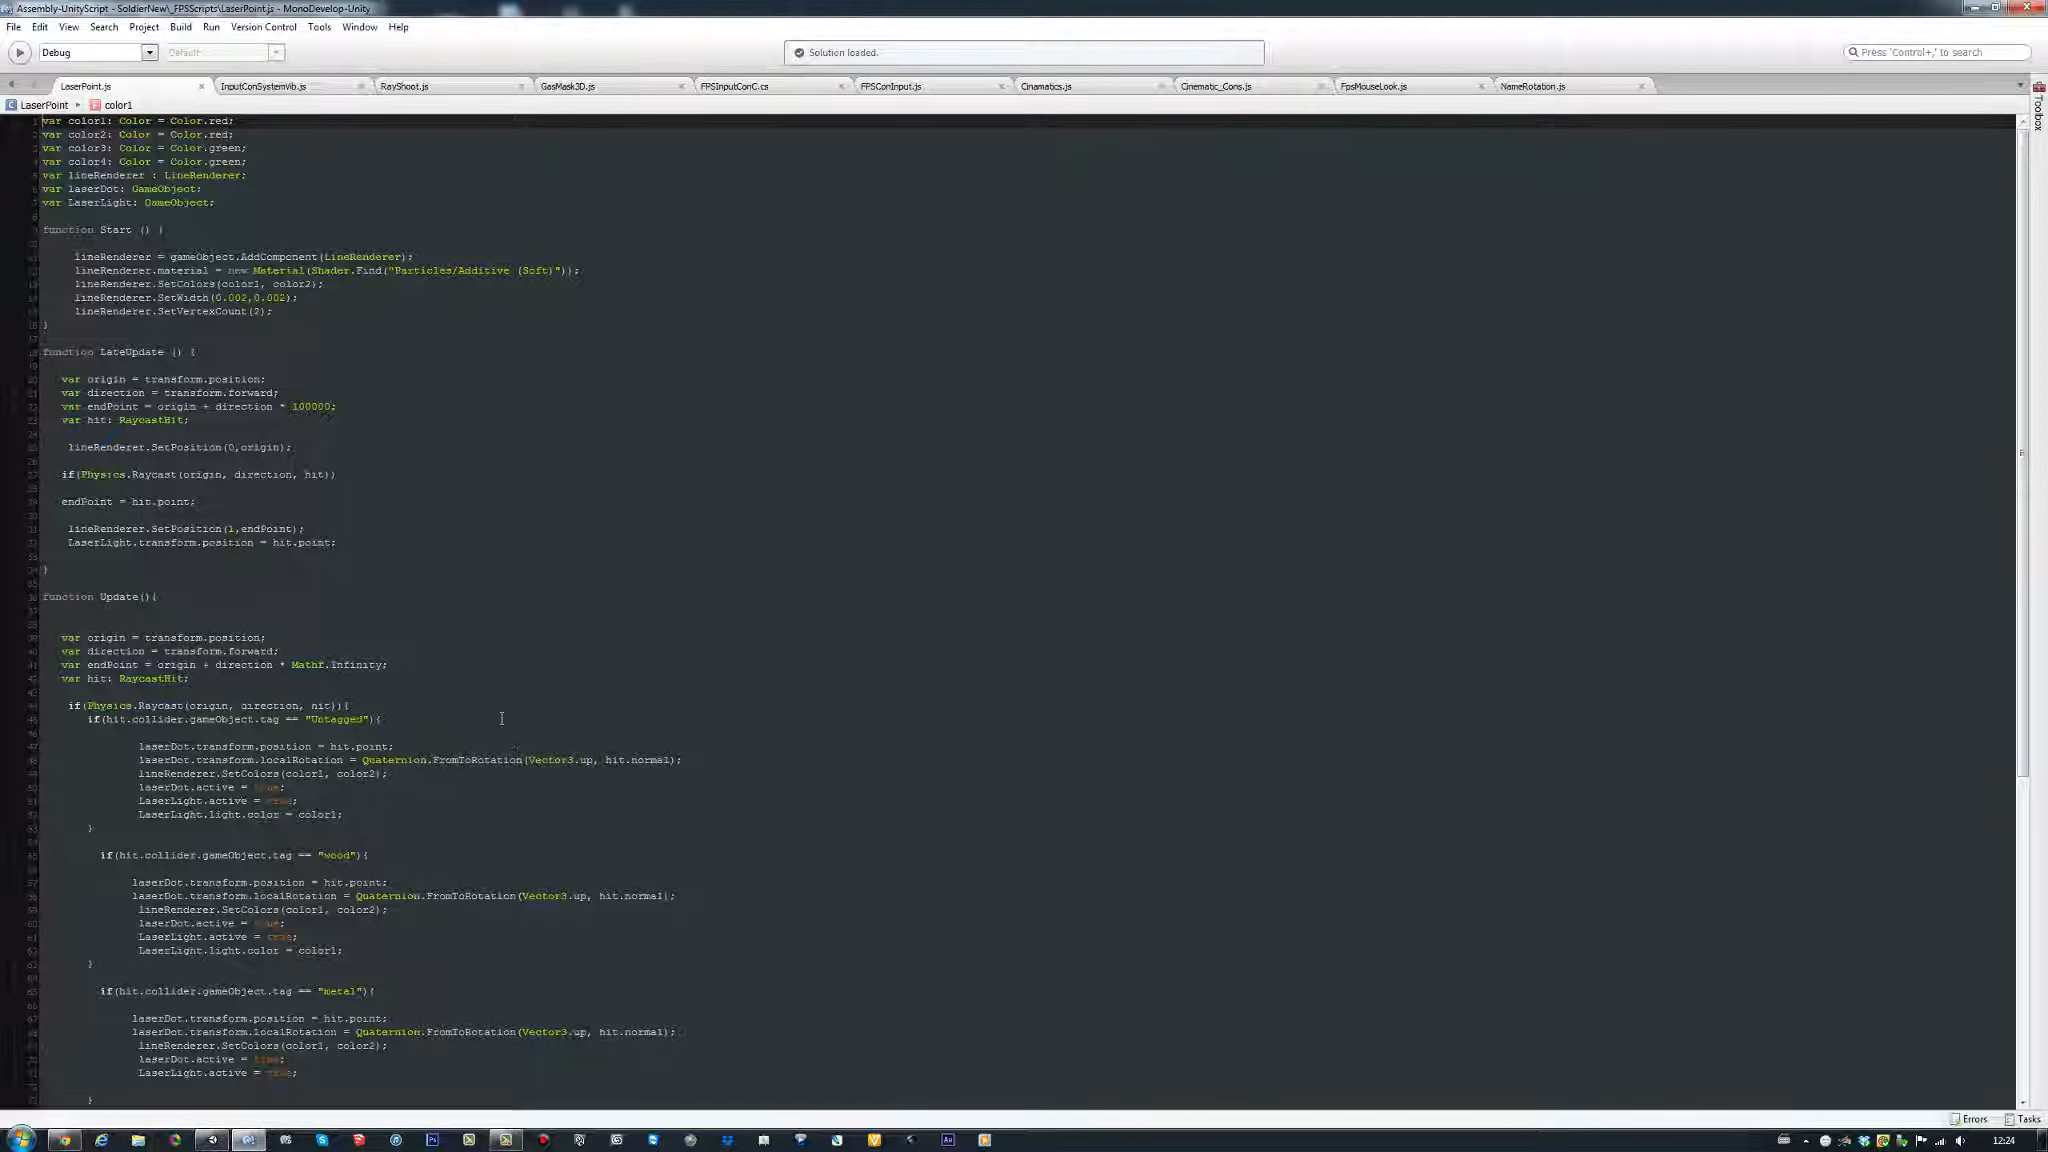 Assembly-UnityScript - SoldierNew\_FPSScripts\LaserPoint.js - MonoDevelop-Unity
File Edit View Search Project Build Run Version Control Tools Window Help
Debug Default Solution loaded. Press 'Control+,' to search
LaserPoint.js InputConSystemVib.js RayShoot.js GasMask3D.js FPSInputConC.cs FPSConInput.js Cinamatics.js Cinematic_Cons.js FpsMouseLook.js NameRotation.js
LaserPoint color1
Toolbox
var color1: Color = Color.red;
var color2: Color = Color.red;
var color3: Color = Color.green;
var color4: Color = Color.green;
var lineRenderer : LineRenderer;
var laserDot: GameObject;
var LaserLight: GameObject;
function Start () {
lineRenderer = gameObject.AddComponent(LineRenderer);
lineRenderer.material = new Material(Shader.Find("Particles/Additive (Soft)"));
lineRenderer.SetColors(color1, color2);
lineRenderer.SetWidth(0.002,0.002);
lineRenderer.SetVertexCount(2);
}
function LateUpdate () {
var origin = transform.position;
var direction = transform.forward;
var endPoint = origin + direction * 100000;
var hit: RaycastHit;
lineRenderer.SetPosition(0,origin);
if(Physics.Raycast(origin, direction, hit))
endPoint = hit.point;
lineRenderer.SetPosition(1,endPoint);
LaserLight.transform.position = hit.point;
}
function Update(){
var origin = transform.position;
var direction = transform.forward;
var endPoint = origin + direction * Mathf.Infinity;
var hit: RaycastHit;
if(Physics.Raycast(origin, direction, hit)){
if(hit.collider.gameObject.tag == "Untagged"){
laserDot.transform.position = hit.point;
laserDot.transform.localRotation = Quaternion.FromToRotation(Vector3.up, hit.normal);
lineRenderer.SetColors(color1, color2);
laserDot.active = true;
LaserLight.active = true;
LaserLight.light.color = color1;
}
if(hit.collider.gameObject.tag == "wood"){
laserDot.transform.position = hit.point;
laserDot.transform.localRotation = Quaternion.FromToRotation(Vector3.up, hit.normal);
lineRenderer.SetColors(color1, color2);
laserDot.active = true;
LaserLight.active = true;
LaserLight.light.color = color1;
}
if(hit.collider.gameObject.tag == "metal"){
laserDot.transform.position = hit.point;
laserDot.transform.localRotation = Quaternion.FromToRotation(Vector3.up, hit.normal);
lineRenderer.SetColors(color1, color2);
laserDot.active = true;
LaserLight.active = true;
}
Errors Tasks
Ps Ae 12:24